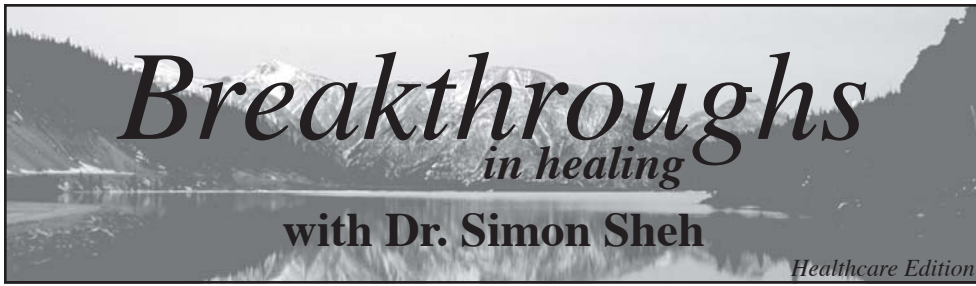 Breakthroughs
in healing
with Dr. Simon Sheh
Healthcare Edition